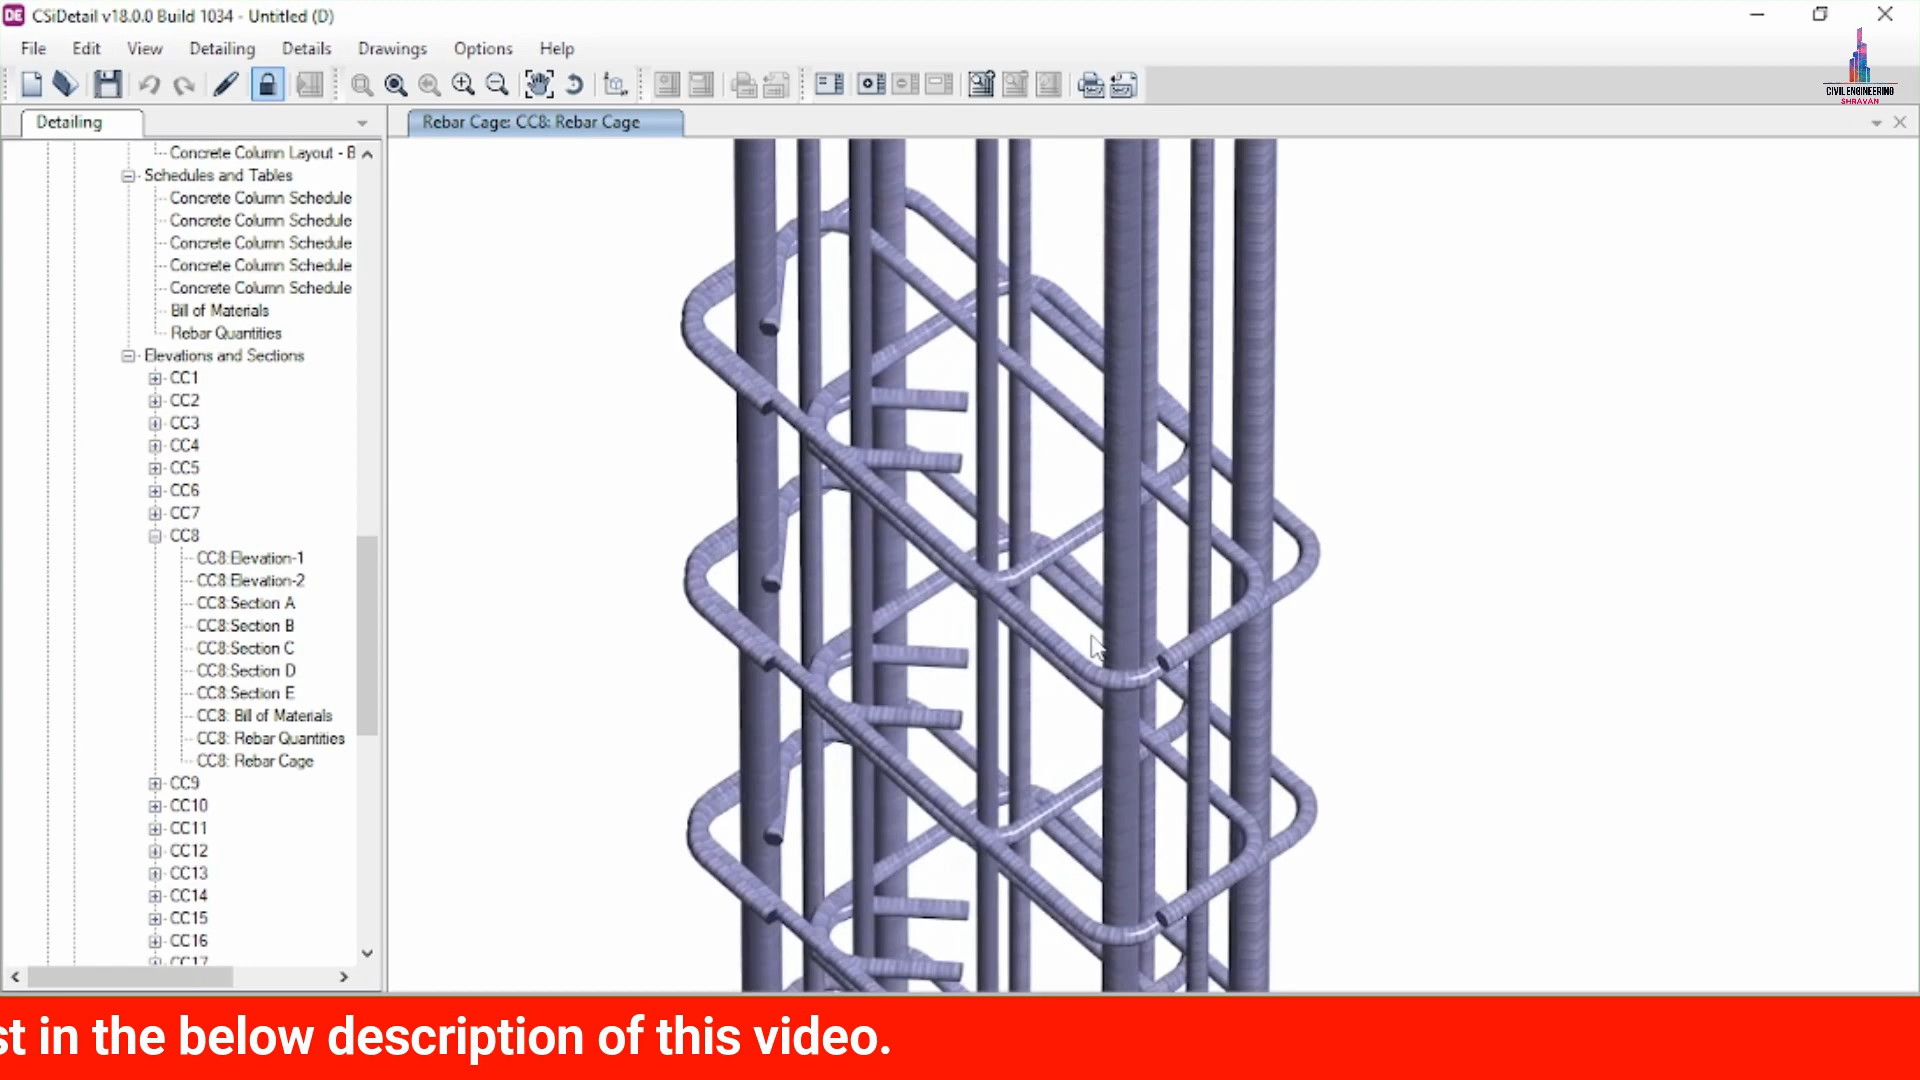 CSiDetail v18.0.0 Build 1034 - Untitled (D)
File Edit View Detailing Details Drawings Options Help
CIVIL ENGINEERING
SHRAVAN
Detailing
Rebar Cage: CC8: Rebar Cage
Concrete Column Layout - B
Schedules and Tables
Concrete Column Schedule
Concrete Column Schedule
Concrete Column Schedule
Concrete Column Schedule
Concrete Column Schedule
Bill of Materials
Rebar Quantities
Elevations and Sections
CC1
CC2
CC3
CC4
CC5
CC6
CC7
CC8
CC8:Elevation-1
CC8:Elevation-2
CC8:Section A
CC8:Section B
CC8:Section C
CC8:Section D
CC8:Section E
CC8: Bill of Materials
CC8: Rebar Quantities
CC8: Rebar Cage
CC9
CC10
CC11
CC12
CC13
CC14
CC15
CC16
CC17
st in the below description of this video.